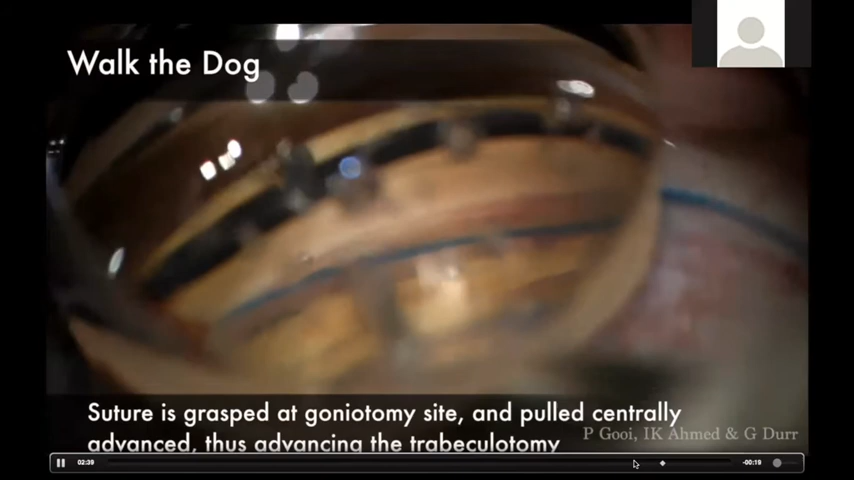 Walk the Dog
Suture is grasped at goniotomy site, and pulled centrally
advanced, thus advancing the trabeculotomy
P Gooi, IK Ahmed & G Durr
02:39
-00:19